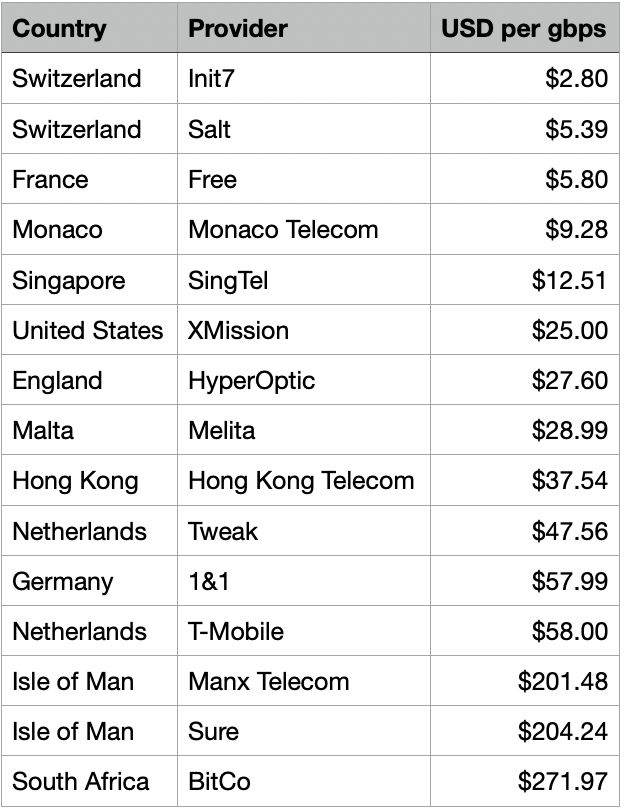 Country Provider USD per gbps
Switzerland Init7 $2.80
Switzerland Salt $5.39
France Free $5.80
Monaco Monaco Telecom $9.28
Singapore SingTel $12.51
United States XMission $25.00
England HyperOptic $27.60
Malta Melita $28.99
Hong Kong Hong Kong Telecom $37.54
Netherlands Tweak $47.56
Germany 1&1 $57.99
Netherlands T-Mobile $58.00
Isle of Man Manx Telecom $201.48
Isle of Man Sure $204.24
South Africa BitCo $271.97